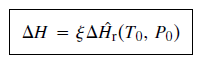 ΔH = ξΔĤr(T0, P0)